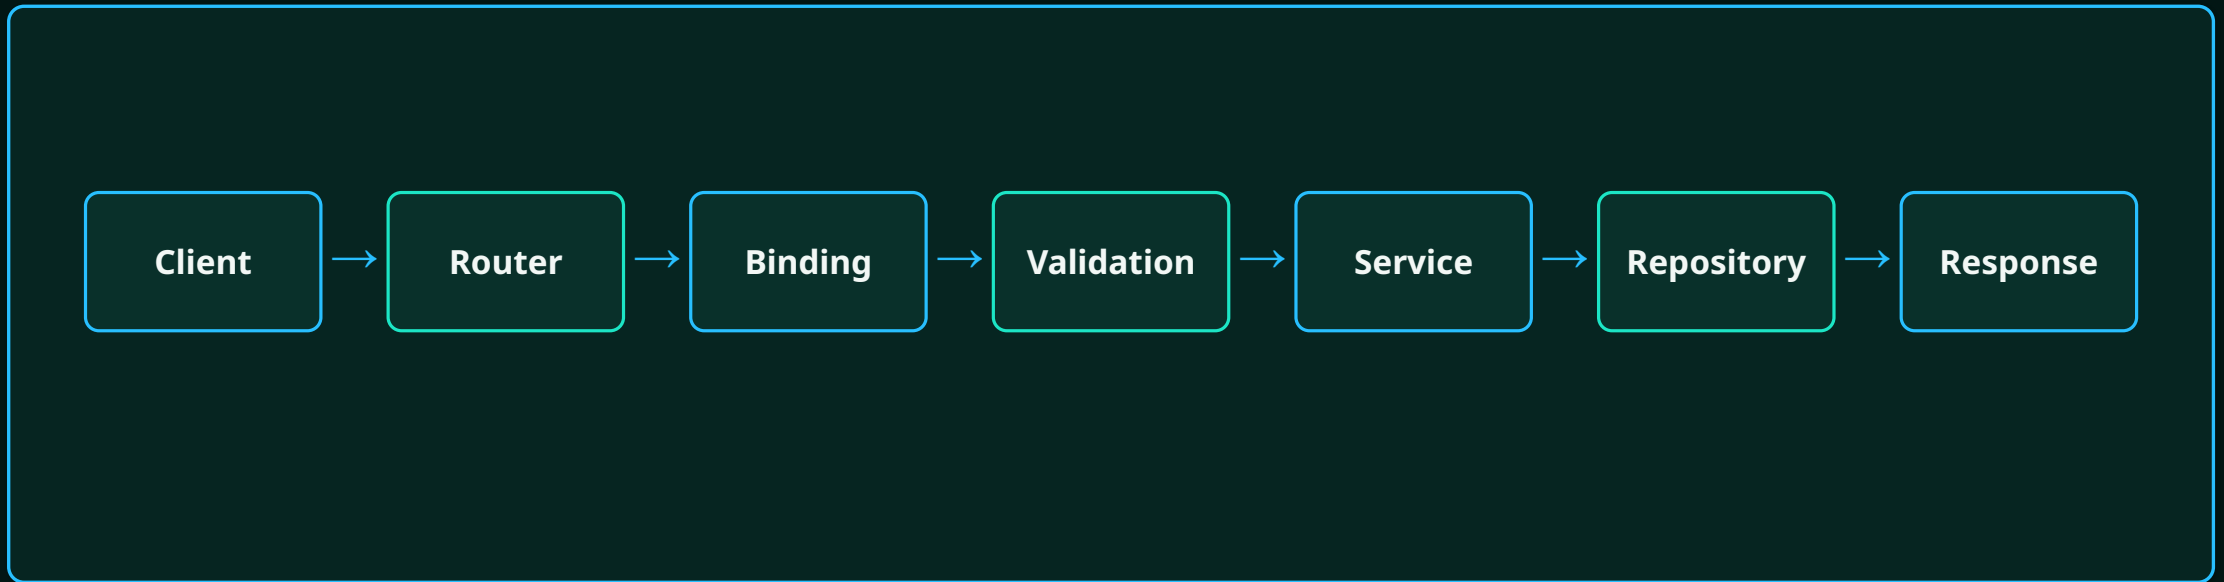 Client → Router → Binding → Validation → Service → Repository → Response